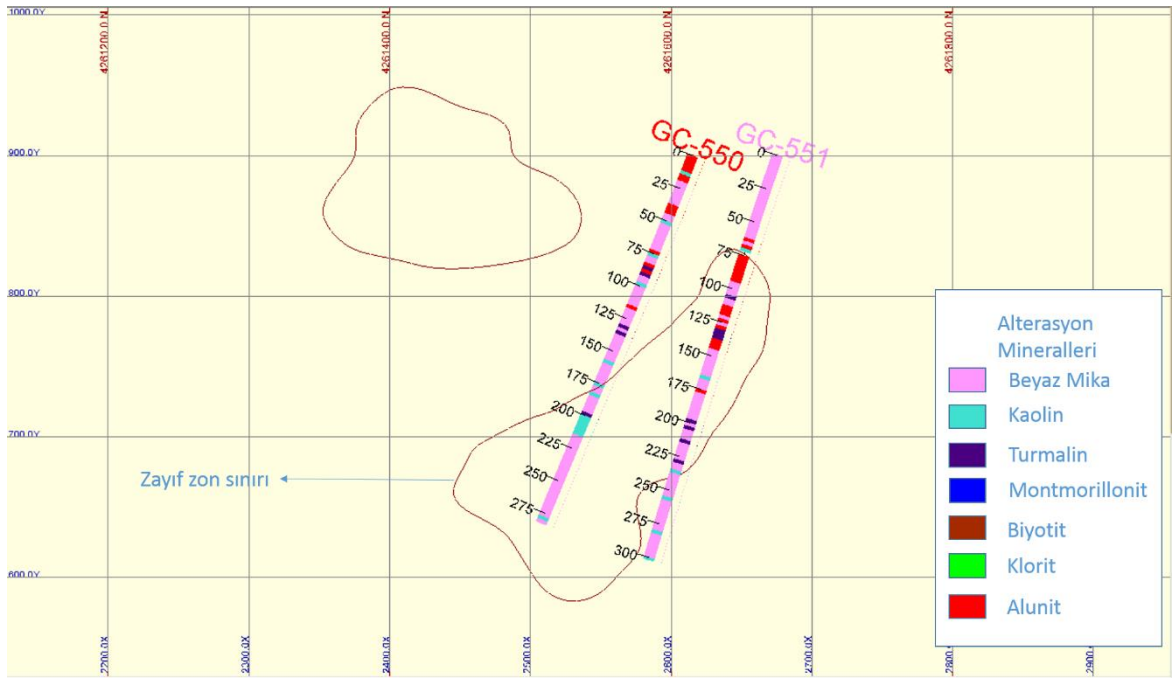 1000.0Y
4261200.0 N
4261400.0 N
4261600.0 N
4261800.0 N
GC-550
GC-551
900.0Y
0
25
50
75
100
125
150
175
200
225
250
275
0
25
50
75
100
125
150
175
200
225
250
275
300
800.0Y
700.0Y
600.0Y
Zayıf zon sınırı
Alterasyon
Mineralleri
Beyaz Mika
Kaolin
Turmalin
Montmorillonit
Biyotit
Klorit
Alunit
2200.0X
2300.0X
2400.0X
2500.0X
2600.0X
2700.0X
2800.0X
2900.0X